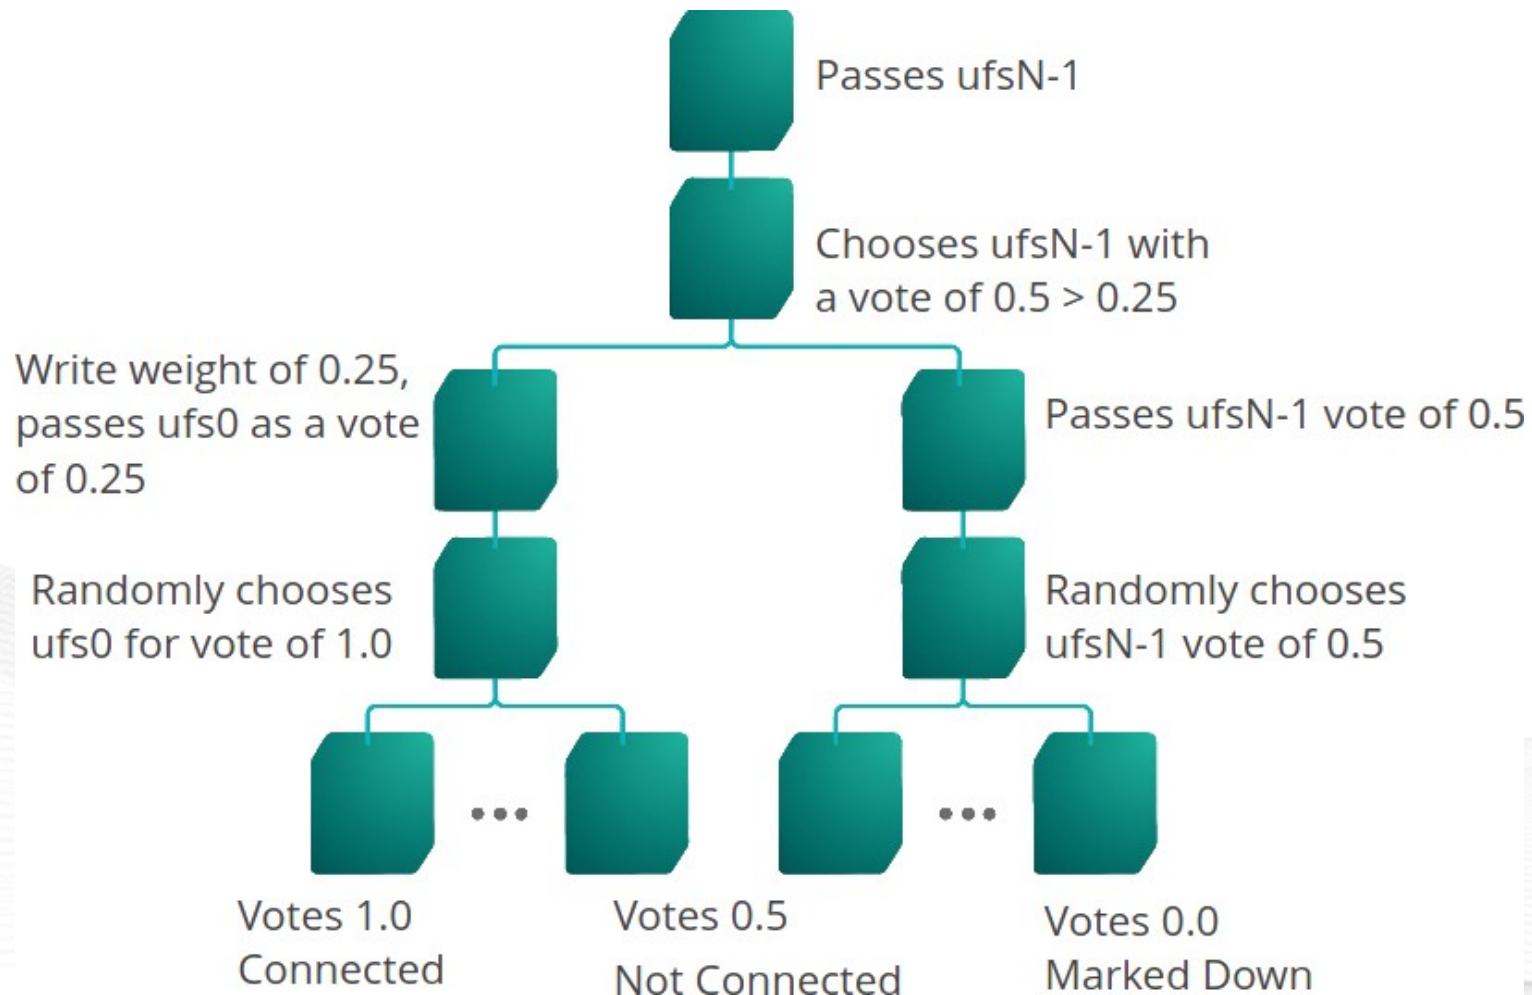 Passes ufsN-1
Chooses ufsN-1 with
a vote of 0.5 > 0.25
Write weight of 0.25,
passes ufs0 as a vote
of 0.25
Passes ufsN-1 vote of 0.5
Randomly chooses
ufs0 for vote of 1.0
Randomly chooses
ufsN-1 vote of 0.5
Votes 1.0
Connected
Votes 0.5
Not Connected
Votes 0.0
Marked Down